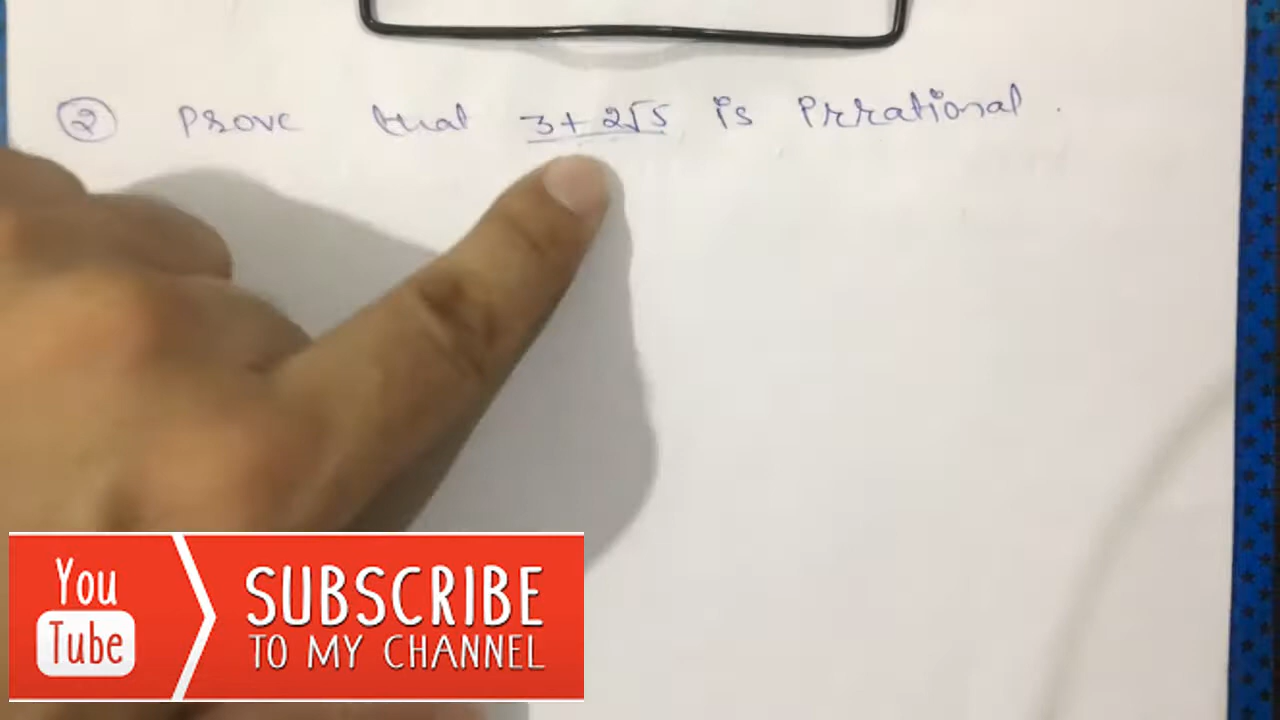 ② Prove that 3+2√5 is Irrational.
You
Tube
SUBSCRIBE
TO MY CHANNEL